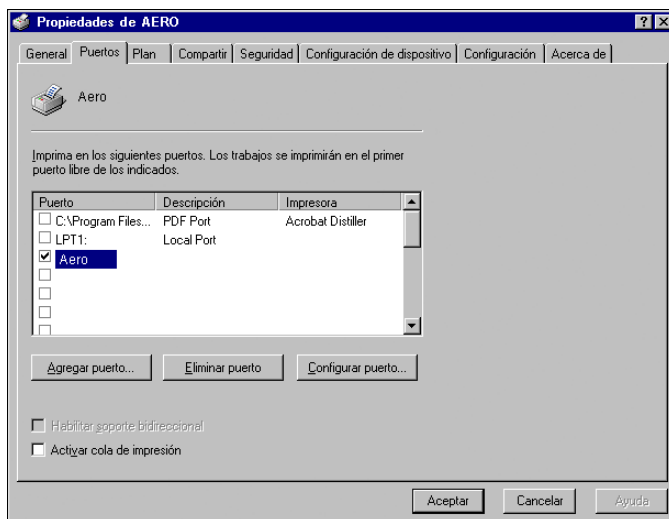 Propiedades de AERO
General Puertos Plan Compartir Seguridad Configuración de dispositivo Configuración Acerca de
Aero
Imprima en los siguientes puertos. Los trabajos se imprimirán en el primer
puerto libre de los indicados.
Puerto Descripción Impresora
C:\Program Files... PDF Port Acrobat Distiller
LPT1: Local Port
Aero
Agregar puerto... Eliminar puerto Configurar puerto...
Habilitar soporte bidireccional
Activar cola de impresión
Aceptar Cancelar Ayuda